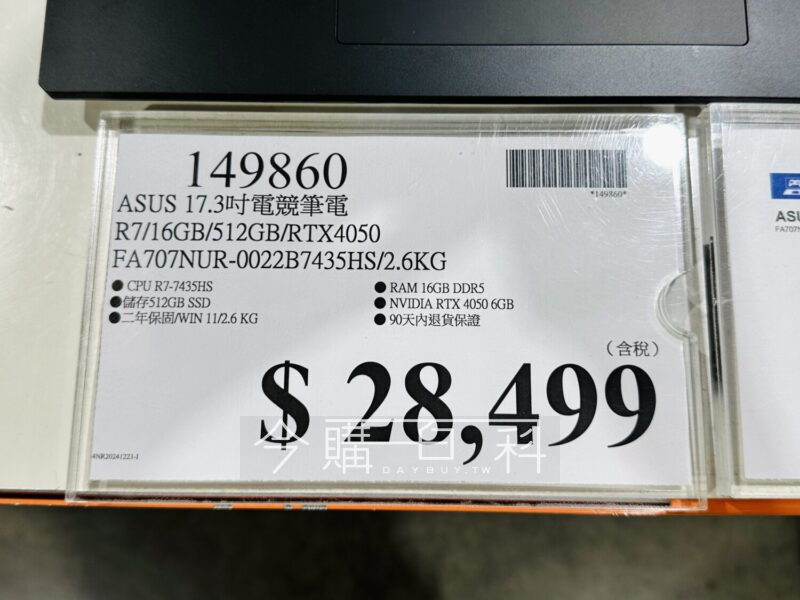 149860
*149860*
ASUS 17.3吋電競筆電
R7/16GB/512GB/RTX4050
FA707NUR-0022B7435HS/2.6KG
● CPU R7-7435HS
● RAM 16GB DDR5
●儲存512GB SSD
●NVIDIA RTX 4050 6GB
●二年保固/WIN 11/2.6 KG
● 90天內退貨保證
(含稅)
$ 28,499
今購百科
DAYBUY.TW